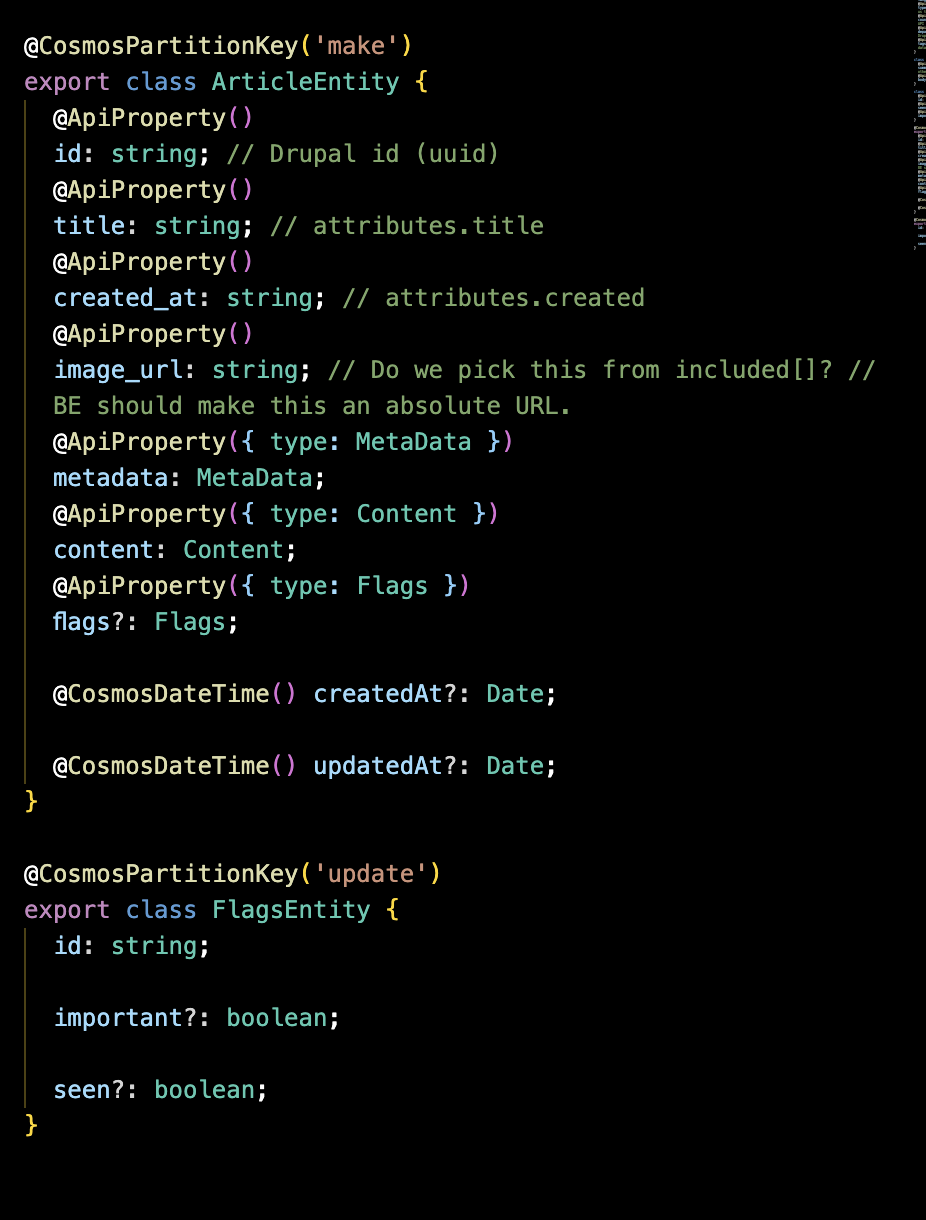 @CosmosPartitionKey('make')
export class ArticleEntity {
  @ApiProperty()
  id: string; // Drupal id (uuid)
  @ApiProperty()
  title: string; // attributes.title
  @ApiProperty()
  created_at: string; // attributes.created
  @ApiProperty()
  image_url: string; // Do we pick this from included[]? //
  BE should make this an absolute URL.
  @ApiProperty({ type: MetaData })
  metadata: MetaData;
  @ApiProperty({ type: Content })
  content: Content;
  @ApiProperty({ type: Flags })
  flags?: Flags;

  @CosmosDateTime() createdAt?: Date;

  @CosmosDateTime() updatedAt?: Date;
}

@CosmosPartitionKey('update')
export class FlagsEntity {
  id: string;

  important?: boolean;

  seen?: boolean;
}